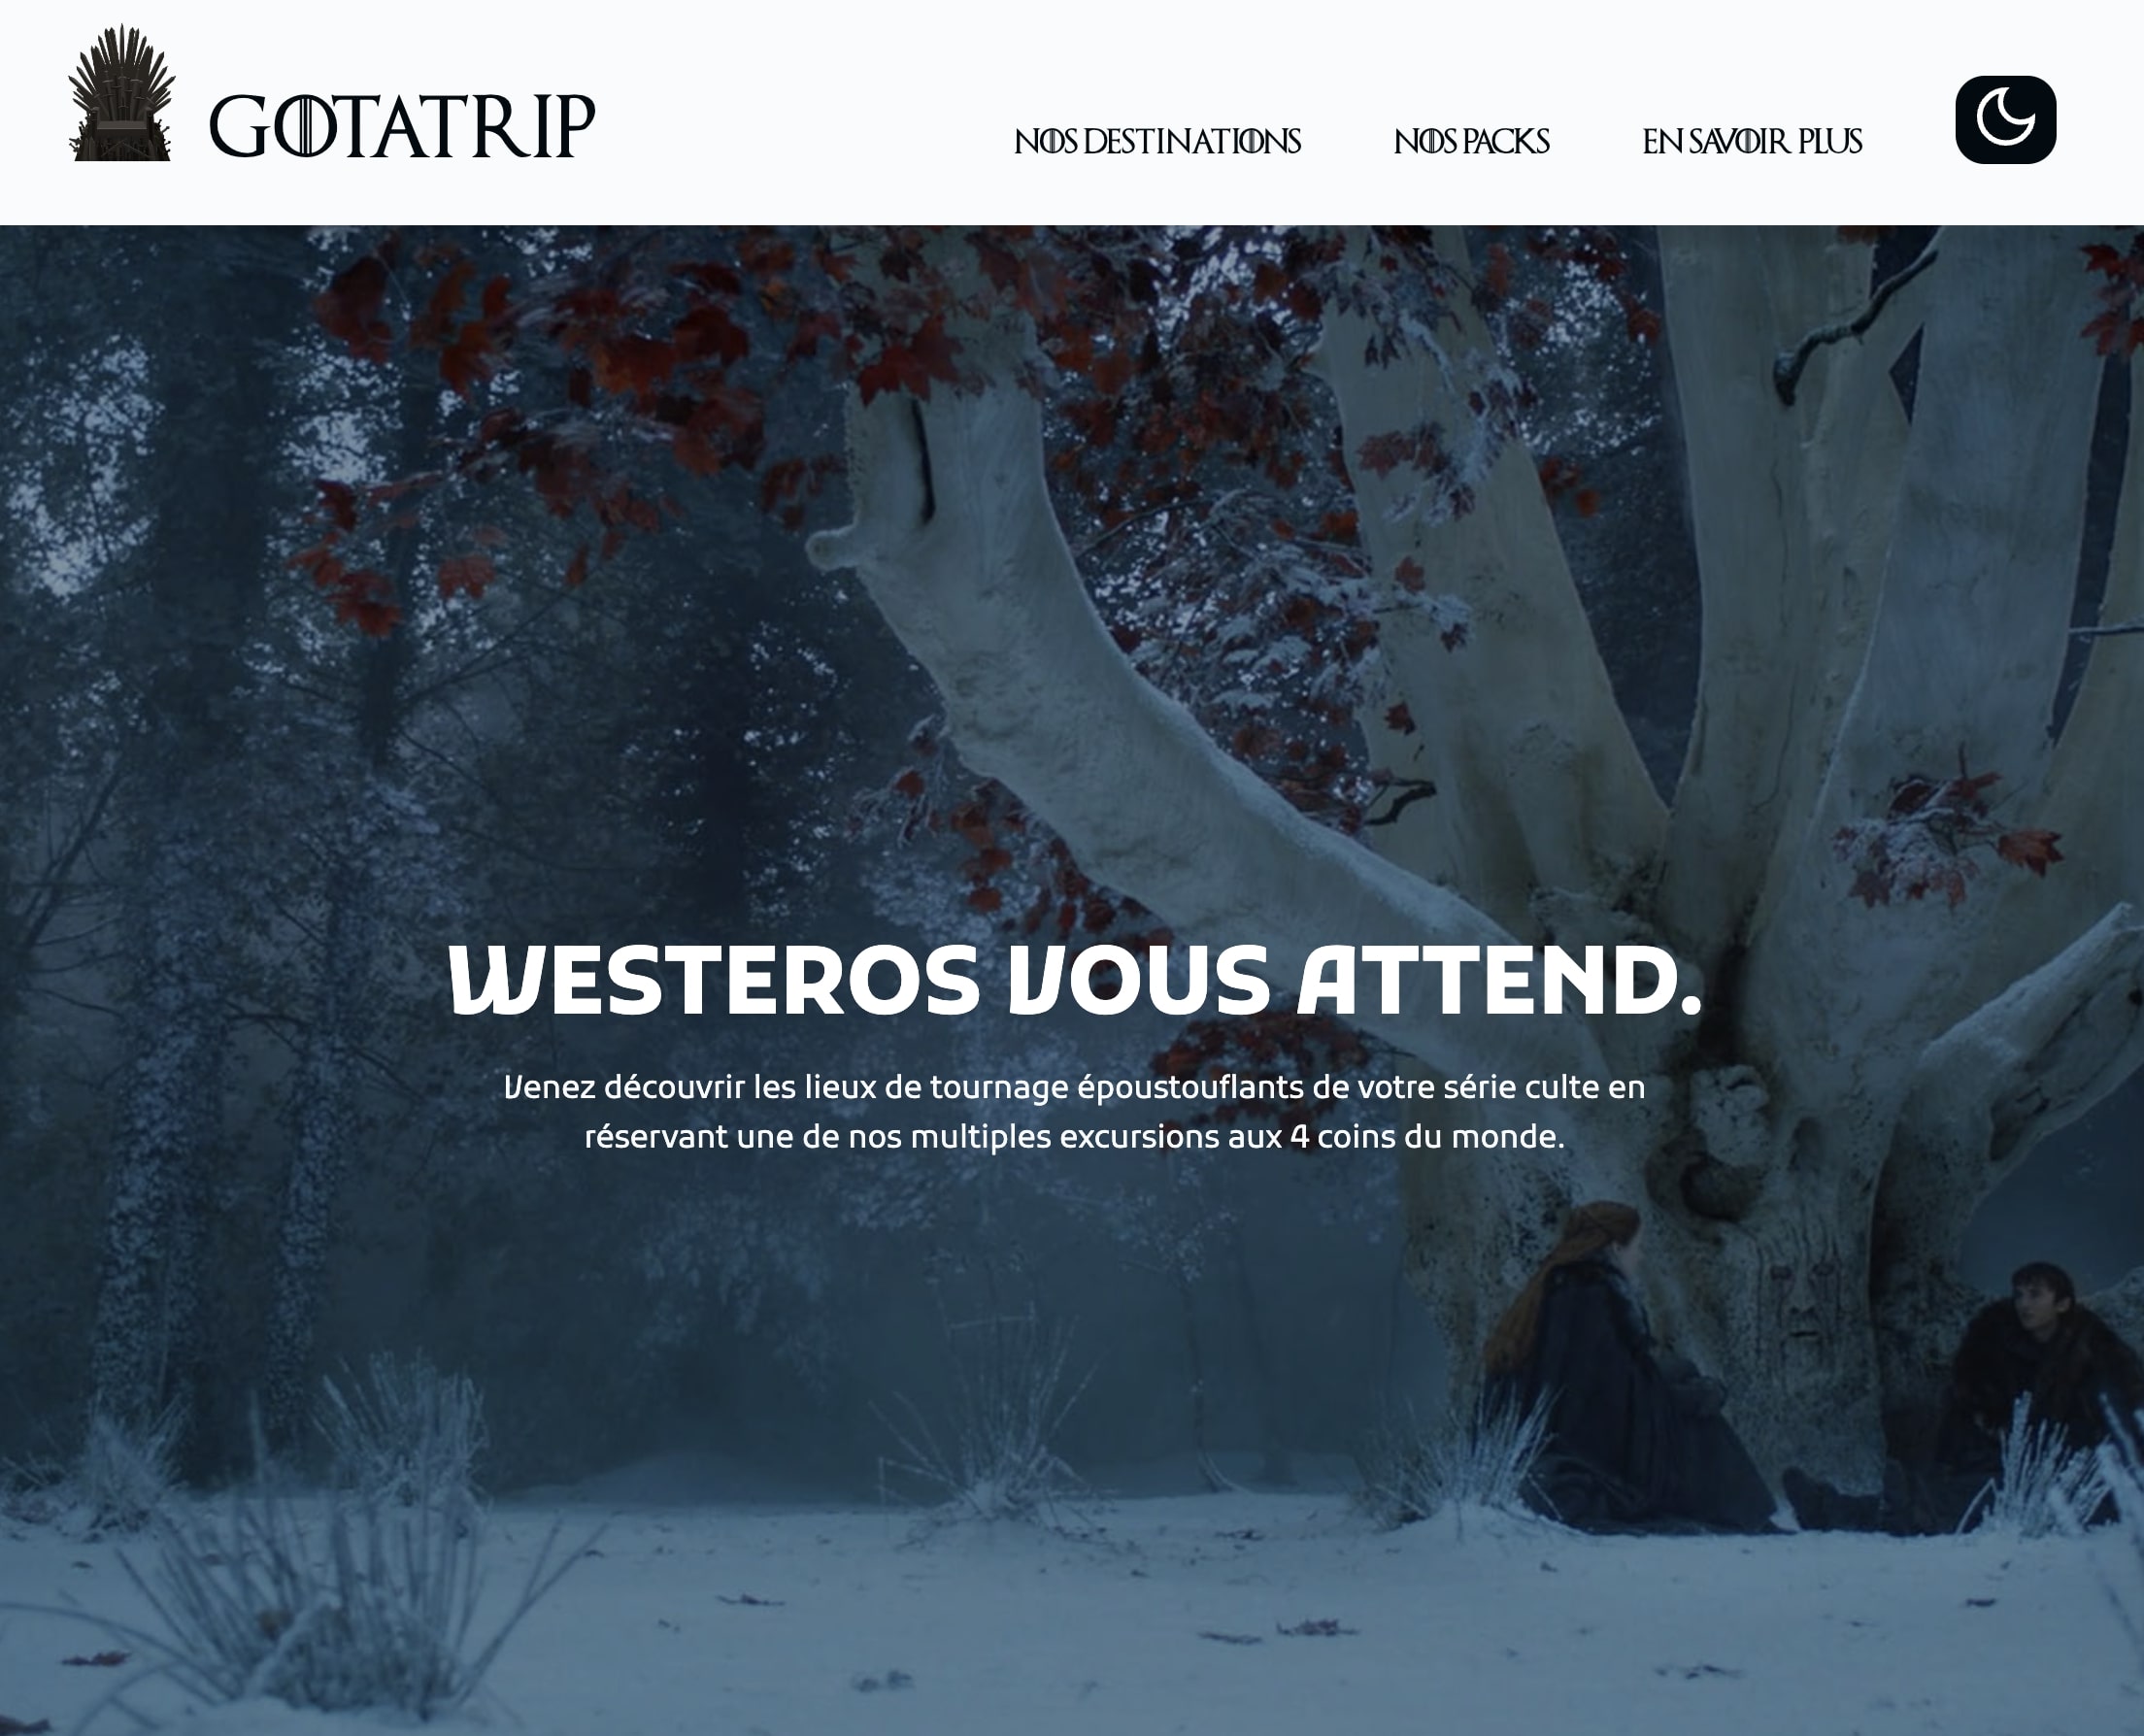 GOTATRIP
NOS DESTINATIONS
NOS PACKS
EN SAVOIR PLUS
WESTEROS VOUS ATTEND.
Venez découvrir les lieux de tournage époustouflants de votre série culte en
réservant une de nos multiples excursions aux 4 coins du monde.